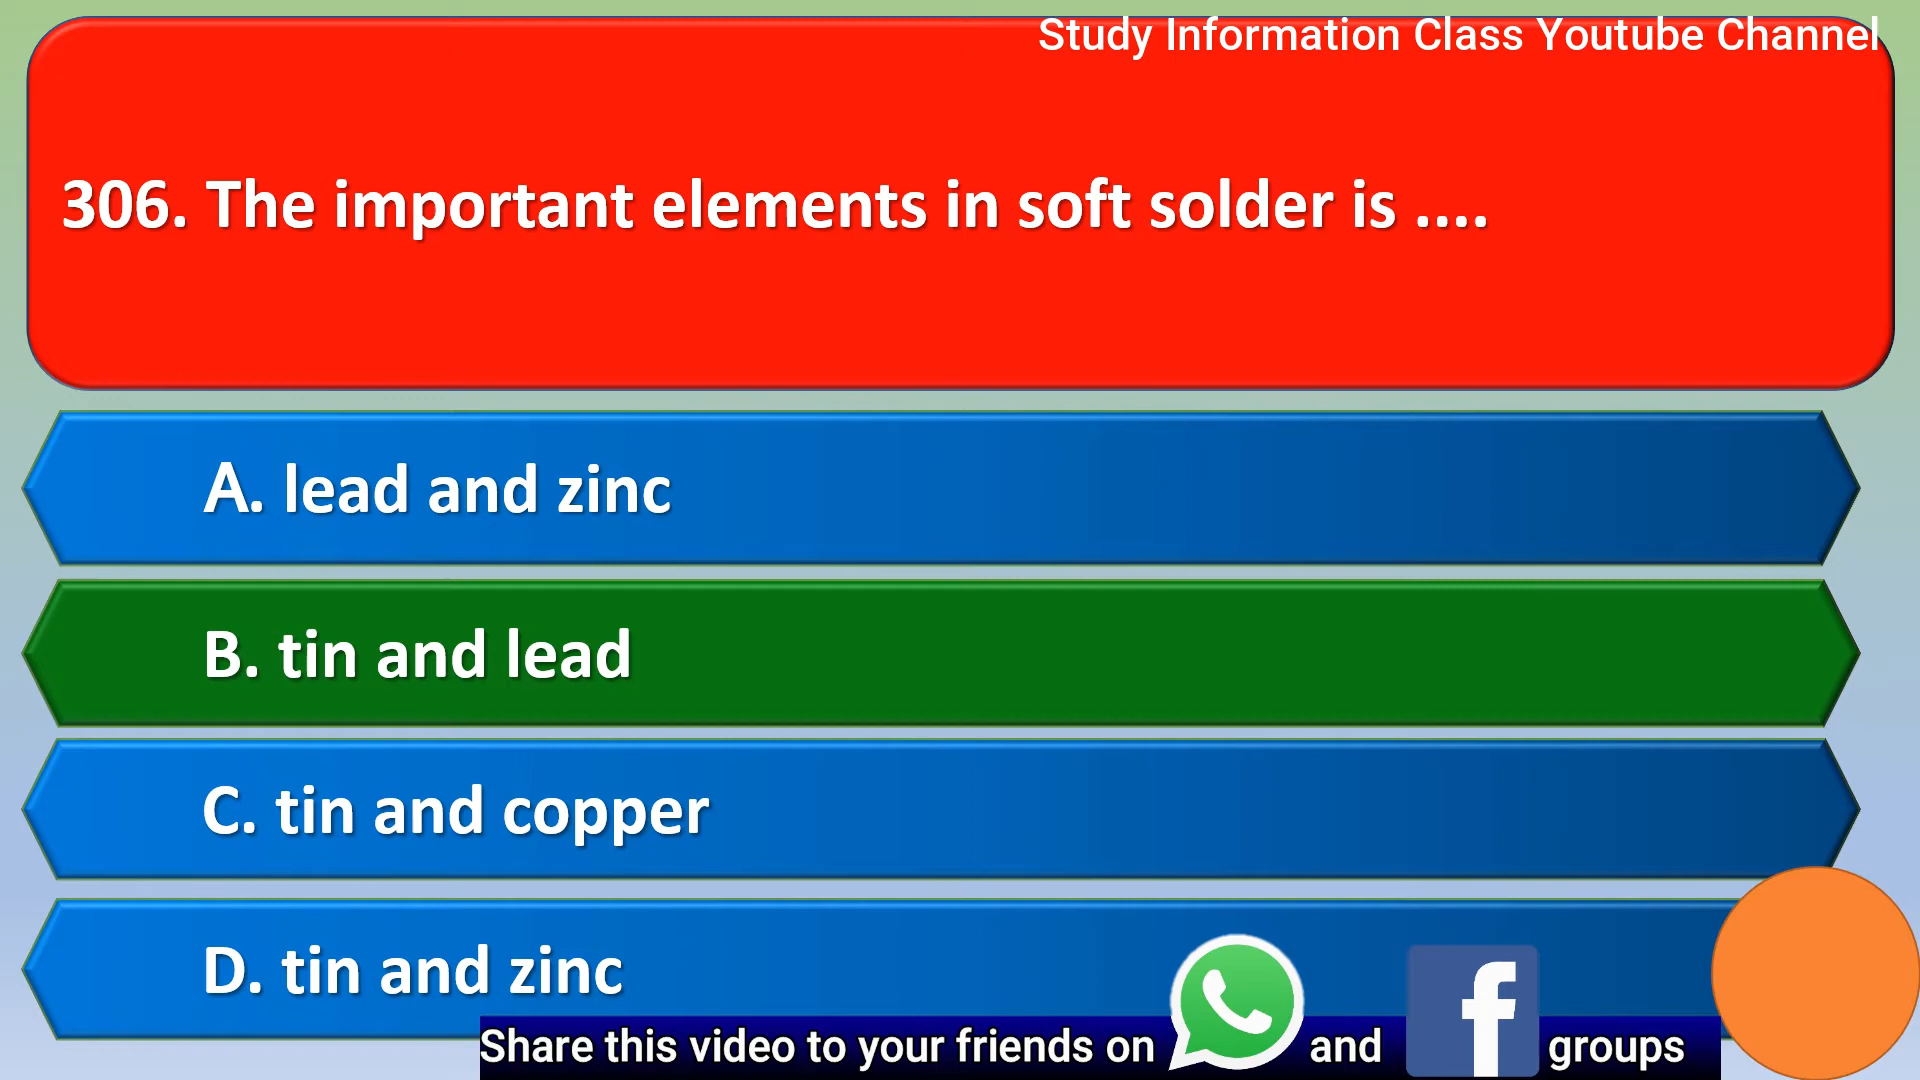 Study Information Class Youtube Channel
306. The important elements in soft solder is ....
A. lead and zinc
B. tin and lead
C. tin and copper
D. tin and zinc
Share this video to your friends on and f groups